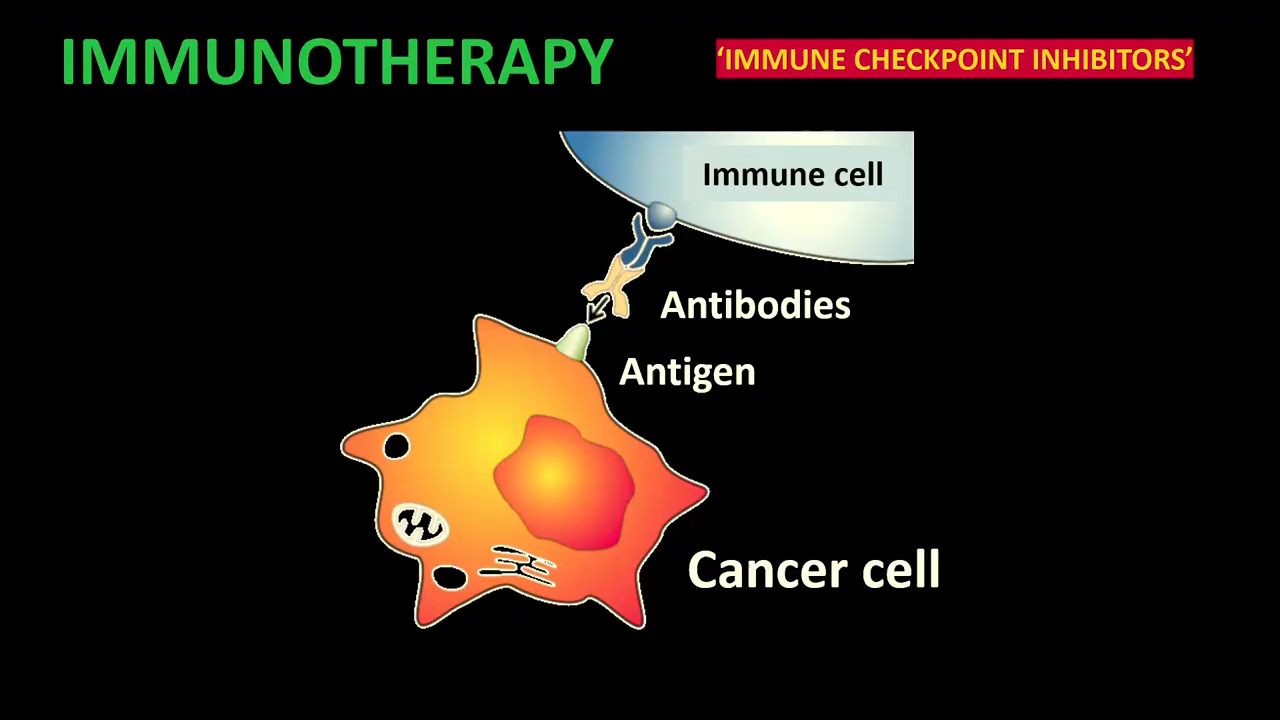 IMMUNOTHERAPY
‘IMMUNE CHECKPOINT INHIBITORS’
Immune cell
Antibodies
Antigen
Cancer cell